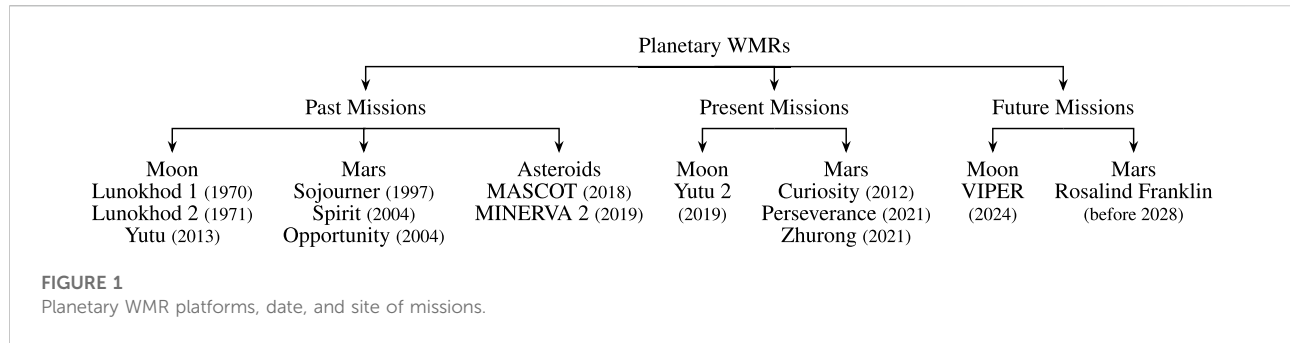 Planetary WMRs
Past Missions
Present Missions
Future Missions
Moon
Lunokhod 1 (1970)
Lunokhod 2 (1971)
Yutu (2013)
Mars
Sojourner (1997)
Spirit (2004)
Opportunity (2004)
Asteroids
MASCOT (2018)
MINERVA 2 (2019)
Moon
Yutu 2
(2019)
Mars
Curiosity (2012)
Perseverance (2021)
Zhurong (2021)
Moon
VIPER
(2024)
Mars
Rosalind Franklin
(before 2028)
FIGURE 1
Planetary WMR platforms, date, and site of missions.